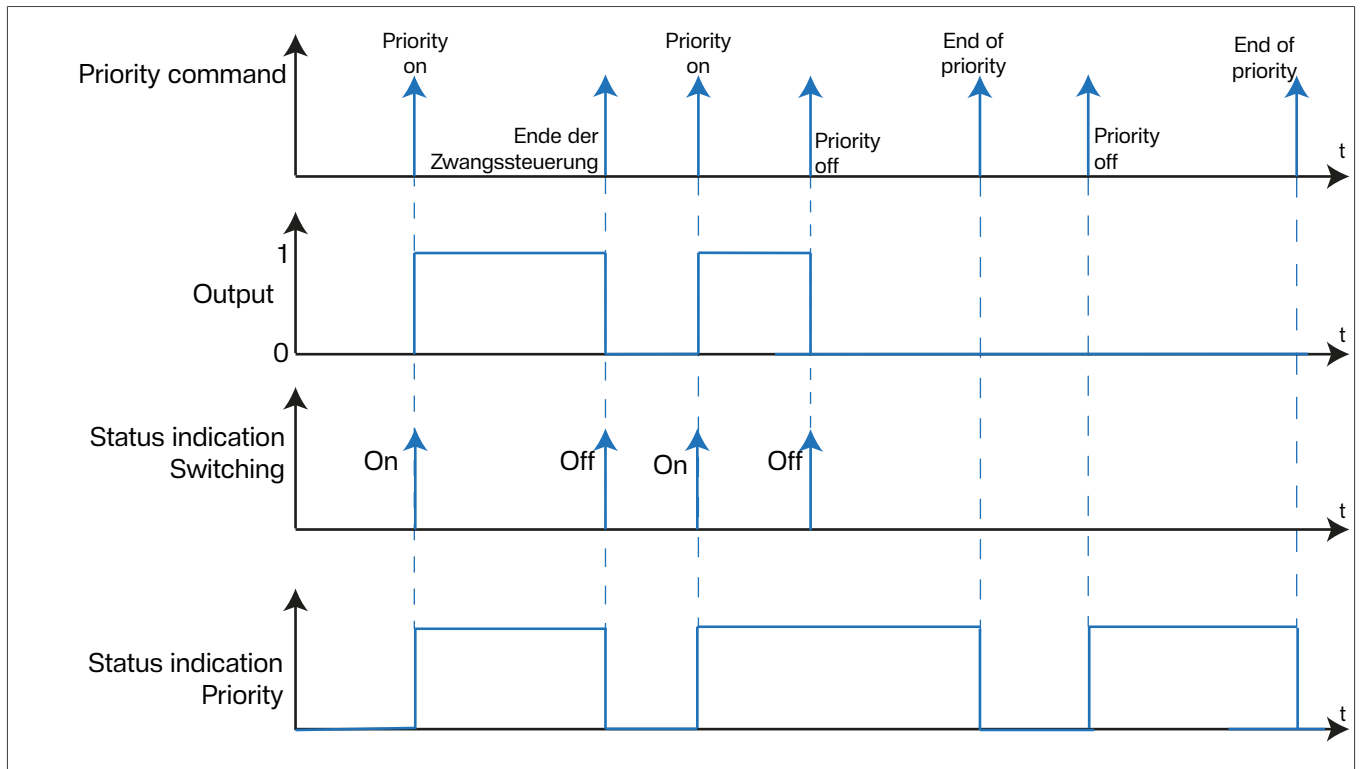 Priority command
Priority
on
Ende der
Zwangssteuerung
Priority
on
Priority
off
End of
priority
Priority
off
End of
priority
t
1
Output
0
t
Status indication
Switching
On
Off
On
Off
t
Status indication
Priority
t